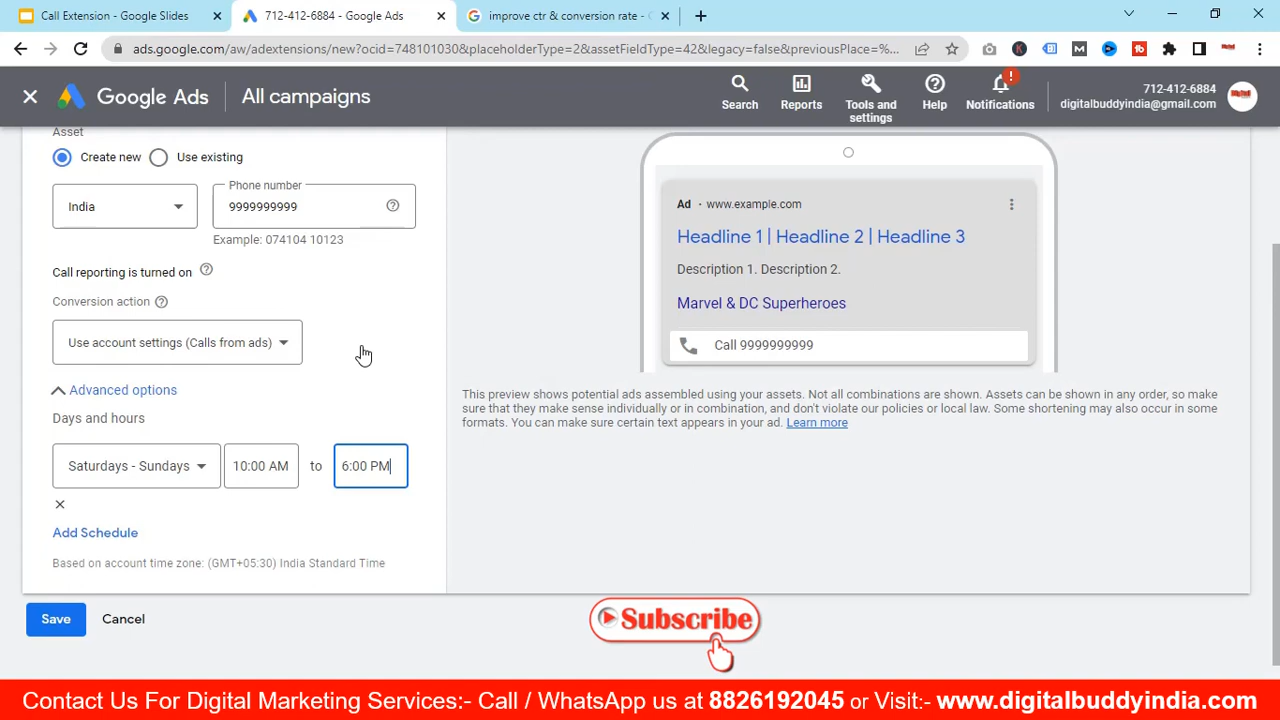 Call Extension - Google Slides
712-412-6884 - Google Ads
improve ctr & conversion rate - G
ads.google.com/aw/adextensions/new?ocid=748101030&placeholderType=2&assetFieldType=42&legacy=false&previousPlace=%...
Google Ads
All campaigns
Search
Reports
Tools and settings
Help
Notifications
712-412-6884
digitalbuddyindia@gmail.com
Asset
Create new
Use existing
India
Phone number
9999999999
Example: 074104 10123
Call reporting is turned on
Conversion action
Use account settings (Calls from ads)
Advanced options
Days and hours
Saturdays - Sundays
10:00 AM
to
6:00 PM
Add Schedule
Based on account time zone: (GMT+05:30) India Standard Time
Save
Cancel
Ad · www.example.com
Headline 1 | Headline 2 | Headline 3
Description 1. Description 2.
Marvel & DC Superheroes
Call 9999999999
This preview shows potential ads assembled using your assets. Not all combinations are shown. Assets can be shown in any order, so make
sure that they make sense individually or in combination, and don't violate our policies or local law. Some shortening may also occur in some
formats. You can make sure certain text appears in your ad. Learn more
Subscribe
Contact Us For Digital Marketing Services:- Call / WhatsApp us at 8826192045 or Visit:- www.digitalbuddyindia.com